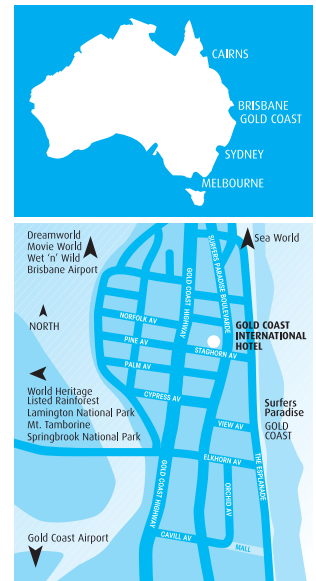 CAIRNS
BRISBANE
GOLD COAST
SYDNEY
MELBOURNE
Dreamworld
Movie World
Wet 'n' Wild
Brisbane Airport
Sea World
SURFERS PARADISE BOULEVARDE
GOLD COAST HIGHWAY
NORTH
NORFOLK AV
PINE AV
STAGHORN AV
GOLD COAST
INTERNATIONAL
HOTEL
PALM AV
World Heritage
Listed Rainforest
Lamington National Park
Mt. Tamborine
Springbrook National Park
CYPRESS AV
Surfers
Paradise
GOLD
COAST
VIEW AV
ELKHORN AV
THE ESPLANADE
GOLD COAST HIGHWAY
ORCHID AV
CAVILL AV
MALL
Gold Coast Airport